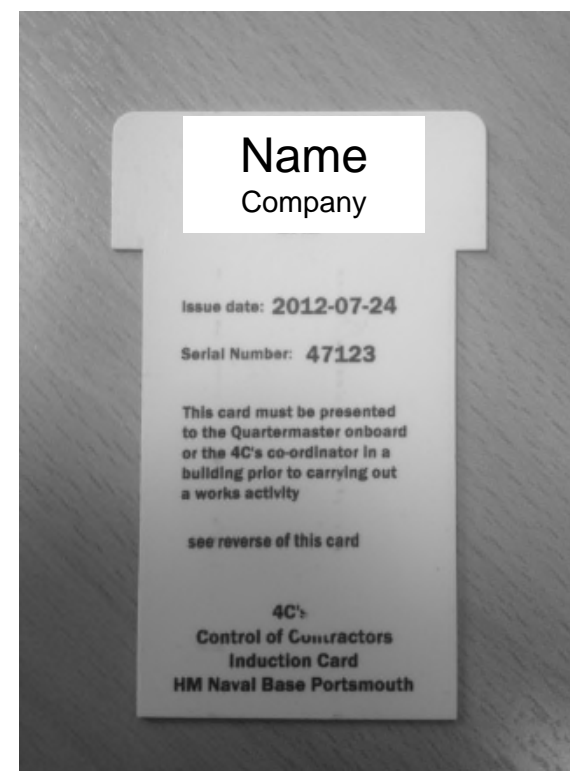 Name
Company
Issue date: 2012-07-24
Serial Number: 47123
This card must be presented
to the Quartermaster onboard
or the 4C's co-ordinator in a
building prior to carrying out
a works activity
see reverse of this card
4C's
Control of Contractors
Induction Card
HM Naval Base Portsmouth